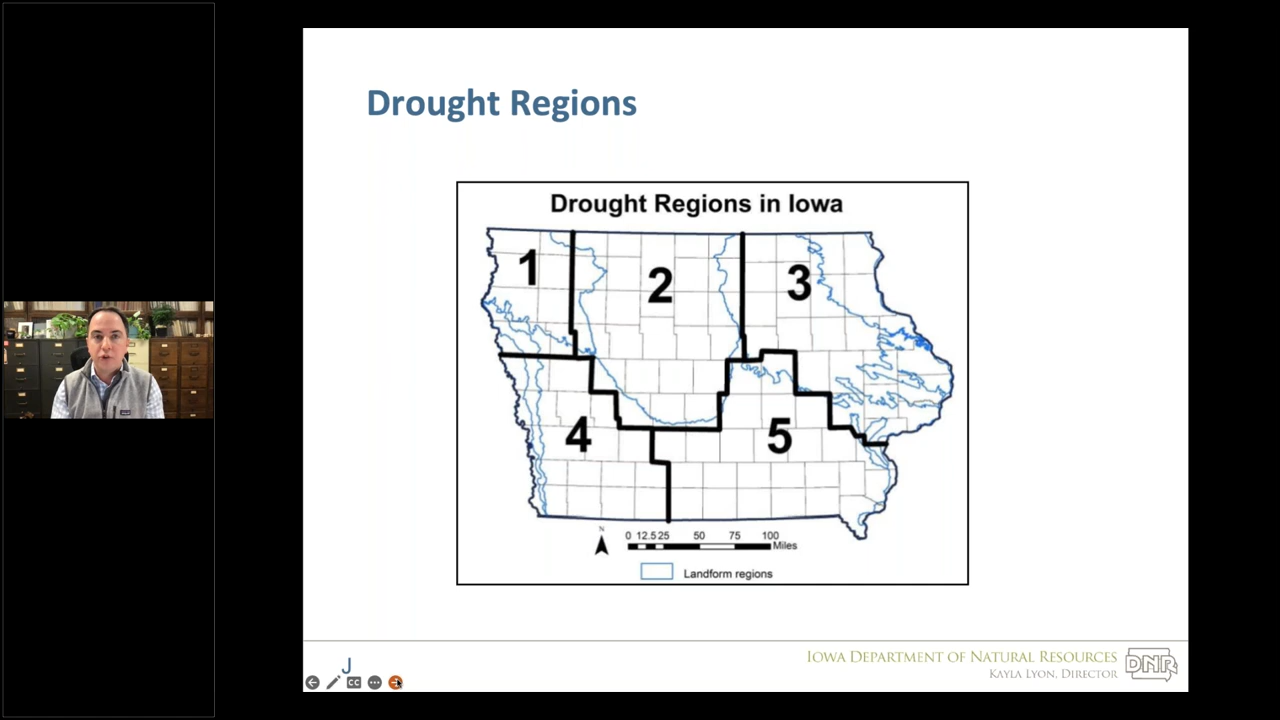 Drought Regions
Drought Regions in Iowa
1
2
3
4
5
N
0 12.5 25 50 75 100
Miles
Landform regions
J
CC
IOWA DEPARTMENT OF NATURAL RESOURCES
KAYLA LYON, DIRECTOR
DNR